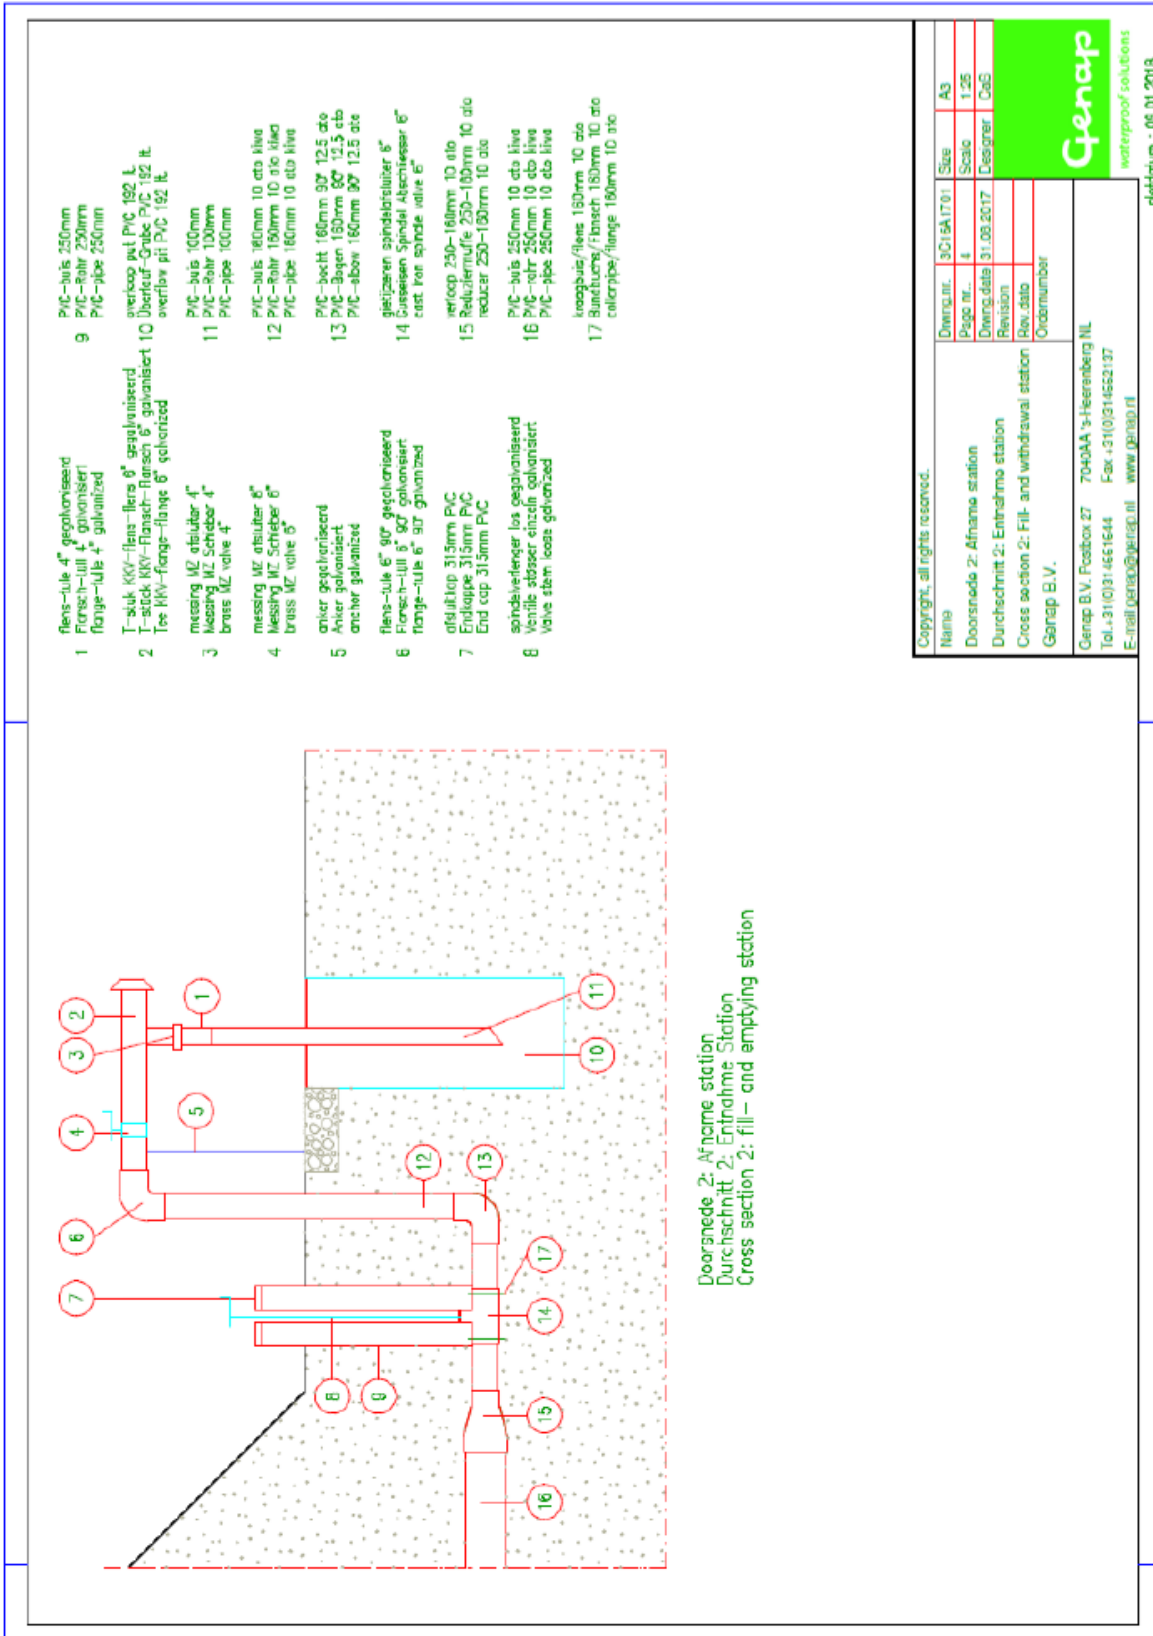 1
flens-tule 4" gegalvaniseerd
Flansch-tüll 4" galvanisiert
flange-tule 4" galvanized
2
T-stuk KKV-flens-flens 6" gegalvaniseerd
T-stück KKV-Flansch-Flansch 6" galvanisiert
Tee KKV-flange-flange 6" galvanized
3
messing MZ afsluiter 4"
Messing MZ Schieber 4"
brass MZ valve 4"
4
messing MZ afsluiter 6"
Messing MZ Schieber 6"
brass MZ valve 6"
5
anker gegalvaniseerd
Anker galvanisiert
anchor galvanized
6
flens-tule 6" 90° gegalvaniseerd
Flansch-tüll 6" 90° galvanisiert
flange-tule 6" 90° galvanized
7
afsluitkap 315mm PVC
Endkappe 315mm PVC
End cap 315mm PVC
8
spindelverlenger los gegalvaniseerd
Ventile stosser einzeln galvanisiert
Valve stem loose galvanized
9
PVC-buis 250mm
PVC-Rohr 250mm
PVC-pipe 250mm
10
overloop put PVC 192 lt.
Überlauf-Grube PVC 192 lt.
overflow pit PVC 192 lt.
11
PVC-buis 100mm
PVC-Rohr 100mm
PVC-pipe 100mm
12
PVC-buis 160mm 10 ato kiwa
PVC-Rohr 160mm 10 ato kiwa
PVC-pipe 160mm 10 ato kiwa
13
PVC-bocht 160mm 90° 12.5 ato
PVC-Bogen 160mm 90° 12.5 ato
PVC-elbow 160mm 90° 12.5 ato
14
gietijzeren spindelafsluiter 6"
Gusseisen Spindel Abschiesser 6"
cast iron spindle valve 6"
15
verloop 250-160mm 10 ato
Reduziermuffe 250-160mm 10 ato
reducer 250-160mm 10 ato
16
PVC-buis 250mm 10 ato kiwa
PVC-rohr 250mm 10 ato kiwa
PVC-pipe 250mm 10 ato kiwa
17
kraagbuis/flens 160mm 10 ato
Bundbuchs/Flansch 160mm 10 ato
collarpipe/flange 160mm 10 ato
1
2
3
4
5
6
7
8
9
10
11
12
13
14
15
16
17
Doorsnede 2: Afname station
Durchschnitt 2: Entnahme Station
Cross section 2: fill- and emptying station
Copyright, all rights reserved.
Name
Doorsnede 2: Afname station
Durchschnitt 2: Entnahme station
Cross section 2: Fill- and withdrawal station
Genap B.V.
Drwng.nr. 3C16A1701 Size A3
Page nr.. 4 Scale 1:25
Drwng.date 31.08.2017 Designer CaB
Revision
Rev.date
Ordernumber
Genap B.V. Postbox 27 7040AA 's-Heerenberg NL
Tel.+31(0)314661644 Fax +31(0)314662137
E-mail genap@genap.nl www.genap.nl
Genap
waterproof solutions